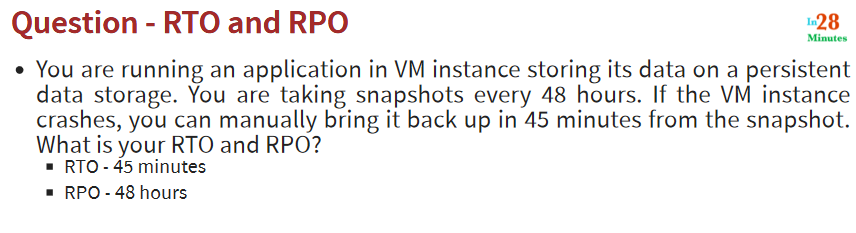 Question - RTO and RPO
In28
Minutes
• You are running an application in VM instance storing its data on a persistent
data storage. You are taking snapshots every 48 hours. If the VM instance
crashes, you can manually bring it back up in 45 minutes from the snapshot.
What is your RTO and RPO?
▪ RTO - 45 minutes
▪ RPO - 48 hours